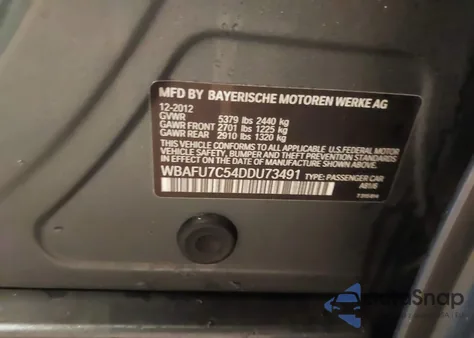 MFD BY BAYERISCHE MOTOREN WERKE AG
12-2012
GVWR 5379 lbs 2440 kg
GAWR FRONT 2701 lbs 1225 kg
GAWR REAR 2910 lbs 1320 kg
THIS VEHICLE CONFORMS TO ALL APPLICABLE U.S.FEDERAL MOTOR
VEHICLE SAFETY, BUMPER, AND THEFT PREVENTION STANDARDS
IN EFFECT ON THE DATE OF MANUFACTURE SHOWN ABOVE.
WBAFU7C54DDU73491 TYPE: PASSENGER CAR